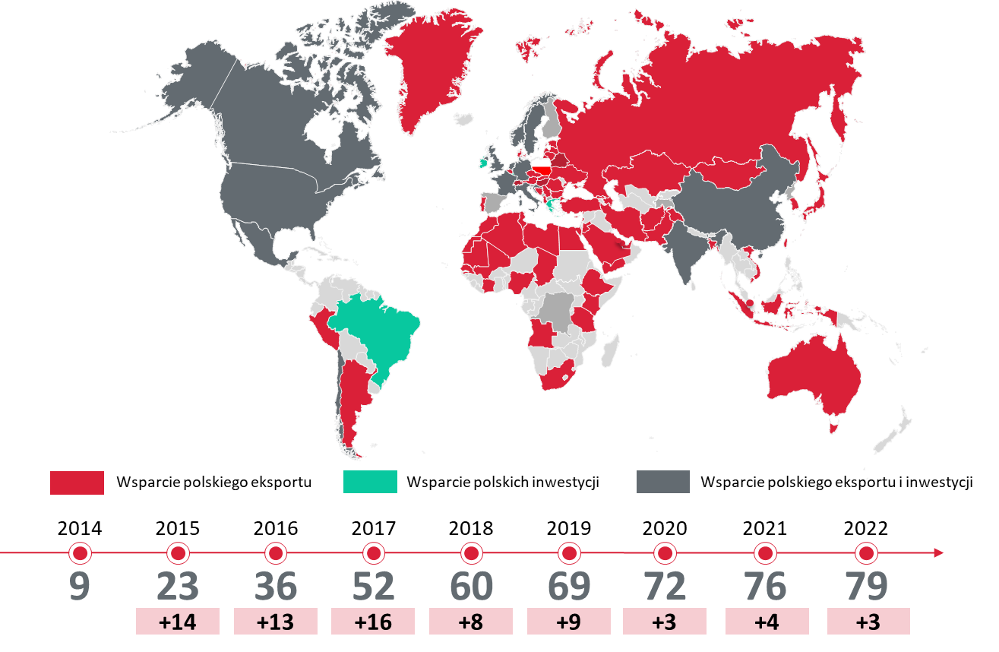 Wsparcie polskiego eksportu
Wsparcie polskich inwestycji
Wsparcie polskiego eksportu i inwestycji
2014 2015 2016 2017 2018 2019 2020 2021 2022
9 23 36 52 60 69 72 76 79
+14 +13 +16 +8 +9 +3 +4 +3